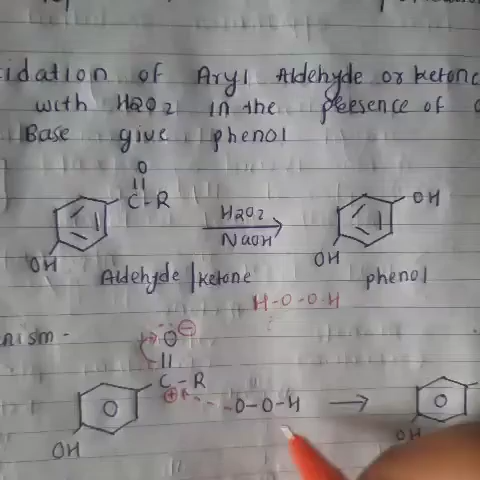 idation of Aryl Aldehyde or ketone
with H2O2 in the pleesence of
Base give phenol
O
C-R
OH
H2O2
NaOH
OH
OH
Aldehyde/ketone
phenol
H-O-O-H
nism-
O
C-R
-O-O-H
OH
O
OH